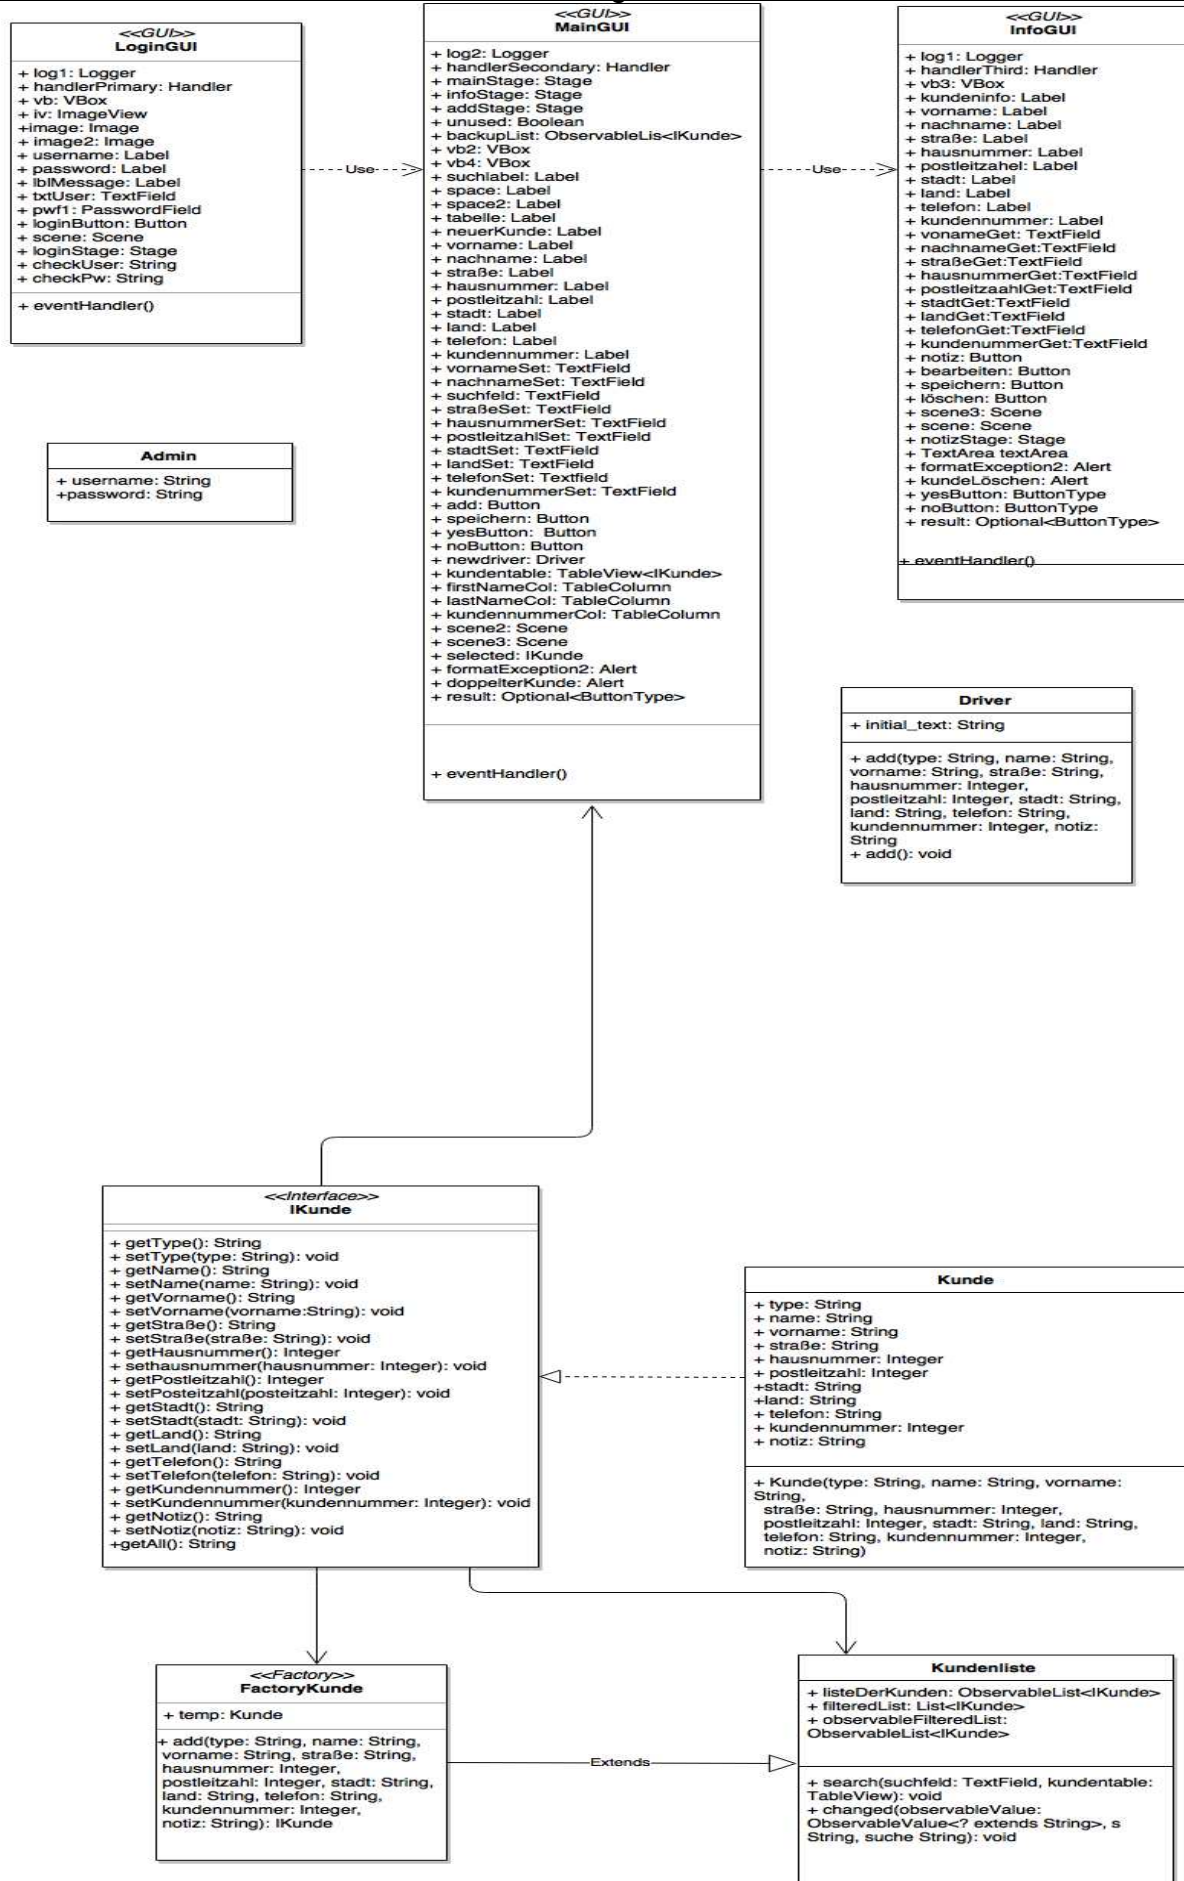 <<GUI>>
LoginGUI
+ log1: Logger
+ handlerPrimary: Handler
+ vb: VBox
+ iv: ImageView
+image: Image
+ image2: Image
+ username: Label
+ password: Label
+ lblMessage: Label
+ txtUser: TextField
+ pwf1: PasswordField
+ loginButton: Button
+ scene: Scene
+ loginStage: Stage
+ checkUser: String
+ checkPw: String
+ eventHandler()
Use
<<GUI>>
MainGUI
+ log2: Logger
+ handlerSecondary: Handler
+ mainStage: Stage
+ infoStage: Stage
+ addStage: Stage
+ unused: Boolean
+ backupList: ObservableLis<IKunde>
+ vb2: VBox
+ vb4: VBox
+ suchlabel: Label
+ space: Label
+ space2: Label
+ tabelle: Label
+ neuerKunde: Label
+ vorname: Label
+ nachname: Label
+ straße: Label
+ hausnummer: Label
+ postleitzahl: Label
+ stadt: Label
+ land: Label
+ telefon: Label
+ kundennummer: Label
+ vornameSet: TextField
+ nachnameSet: TextField
+ suchfeld: TextField
+ straßeSet: TextField
+ hausnummerSet: TextField
+ postleitzahlSet: TextField
+ stadtSet: TextField
+ landSet: TextField
+ telefonSet: Textfield
+ kundenummerSet: TextField
+ add: Button
+ speichern: Button
+ yesButton:  Button
+ noButton: Button
+ newdriver: Driver
+ kundentable: TableView<IKunde>
+ firstNameCol: TableColumn
+ lastNameCol: TableColumn
+ kundennummerCol: TableColumn
+ scene2: Scene
+ scene3: Scene
+ selected: IKunde
+ formatException2: Alert
+ doppelterKunde: Alert
+ result: Optional<ButtonType>
+ eventHandler()
Use
<<GUI>>
InfoGUI
+ log1: Logger
+ handlerThird: Handler
+ vb3: VBox
+ kundeninfo: Label
+ vorname: Label
+ nachname: Label
+ straße: Label
+ hausnummer: Label
+ postleitzahel: Label
+ stadt: Label
+ land: Label
+ telefon: Label
+ kundennummer: Label
+ vonameGet: TextField
+ nachnameGet:TextField
+ straßeGet:TextField
+ hausnummerGet:TextField
+ postleitzaahlGet:TextField
+ stadtGet:TextField
+ landGet:TextField
+ telefonGet:TextField
+ kundenummerGet:TextField
+ notiz: Button
+ bearbeiten: Button
+ speichern: Button
+ löschen: Button
+ scene3: Scene
+ scene: Scene
+ notizStage: Stage
+ TextArea textArea
+ formatException2: Alert
+ kundeLöschen: Alert
+ yesButton: ButtonType
+ noButton: ButtonType
+ result: Optional<ButtonType>
+ eventHandler()
Admin
+ username: String
+password: String
Driver
+ initial_text: String
+ add(type: String, name: String,
vorname: String, straße: String,
hausnummer: Integer,
postleitzahl: Integer, stadt: String,
land: String, telefon: String,
kundennummer: Integer, notiz:
String
+ add(): void
<<Interface>>
IKunde
+ getType(): String
+ setType(type: String): void
+ getName(): String
+ setName(name: String): void
+ getVorname(): String
+ setVorname(vorname:String): void
+ getStraße(): String
+ setStraße(straße: String): void
+ getHausnummer(): Integer
+ sethausnummer(hausnummer: Integer): void
+ getPostleitzahl(): Integer
+ setPosteitzahl(posteitzahl: Integer): void
+ getStadt(): String
+ setStadt(stadt: String): void
+ getLand(): String
+ setLand(land: String): void
+ getTelefon(): String
+ setTelefon(telefon: String): void
+ getKundennummer(): Integer
+ setKundennummer(kundennummer: Integer): void
+ getNotiz(): String
+ setNotiz(notiz: String): void
+getAll(): String
Kunde
+ type: String
+ name: String
+ vorname: String
+ straße: String
+ hausnummer: Integer
+ postleitzahl: Integer
+stadt: String
+land: String
+ telefon: String
+ kundennummer: Integer
+ notiz: String
+ Kunde(type: String, name: String, vorname:
String,
straße: String, hausnummer: Integer,
postleitzahl: Integer, stadt: String, land: String,
telefon: String, kundennummer: Integer,
notiz: String)
<<Factory>>
FactoryKunde
+ temp: Kunde
+ add(type: String, name: String,
vorname: String, straße: String,
hausnummer: Integer,
postleitzahl: Integer, stadt: String,
land: String, telefon: String,
kundennummer: Integer,
notiz: String): IKunde
Extends
Kundenliste
+ listeDerKunden: ObservableList<IKunde>
+ filteredList: List<IKunde>
+ observableFilteredList:
ObservableList<IKunde>
+ search(suchfeld: TextField, kundentable:
TableView): void
+ changed(observableValue:
ObservableValue<? extends String>, s
String, suche String): void